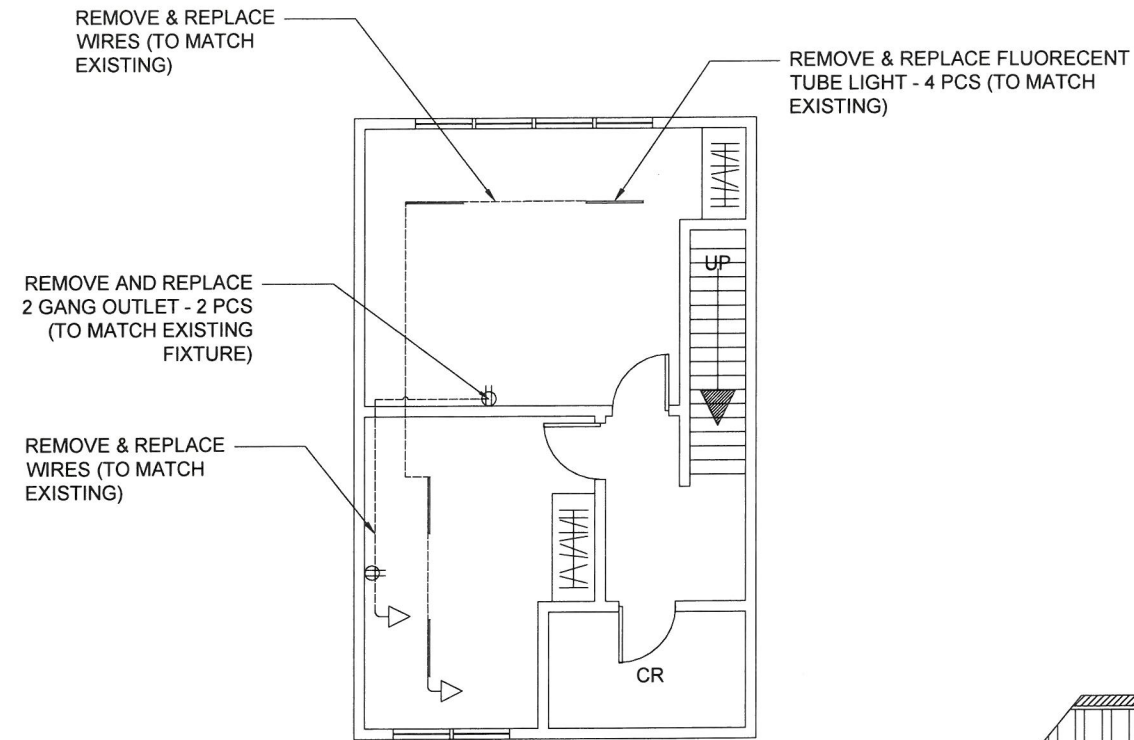 REMOVE & REPLACE
WIRES (TO MATCH
EXISTING)
REMOVE & REPLACE FLUORECENT
TUBE LIGHT - 4 PCS (TO MATCH
EXISTING)
REMOVE AND REPLACE
2 GANG OUTLET - 2 PCS
(TO MATCH EXISTING
FIXTURE)
UP
REMOVE & REPLACE
WIRES (TO MATCH
EXISTING)
CR